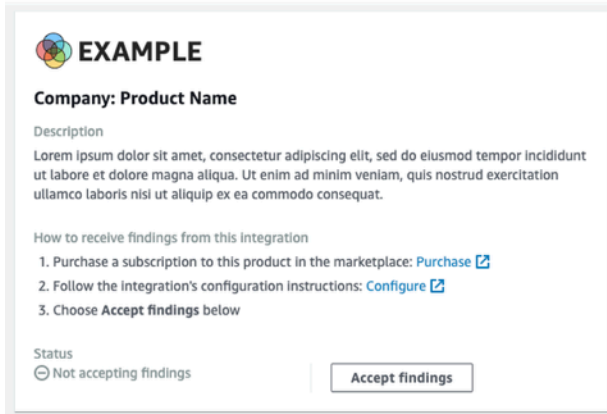 EXAMPLE
Company: Product Name
Description
Lorem ipsum dolor sit amet, consectetur adipiscing elit, sed do eiusmod tempor incididunt
ut labore et dolore magna aliqua. Ut enim ad minim veniam, quis nostrud exercitation
ullamco laboris nisi ut aliquip ex ea commodo consequat.
How to receive findings from this integration
1. Purchase a subscription to this product in the marketplace: Purchase
2. Follow the integration's configuration instructions: Configure
3. Choose Accept findings below
Status
Not accepting findings
Accept findings